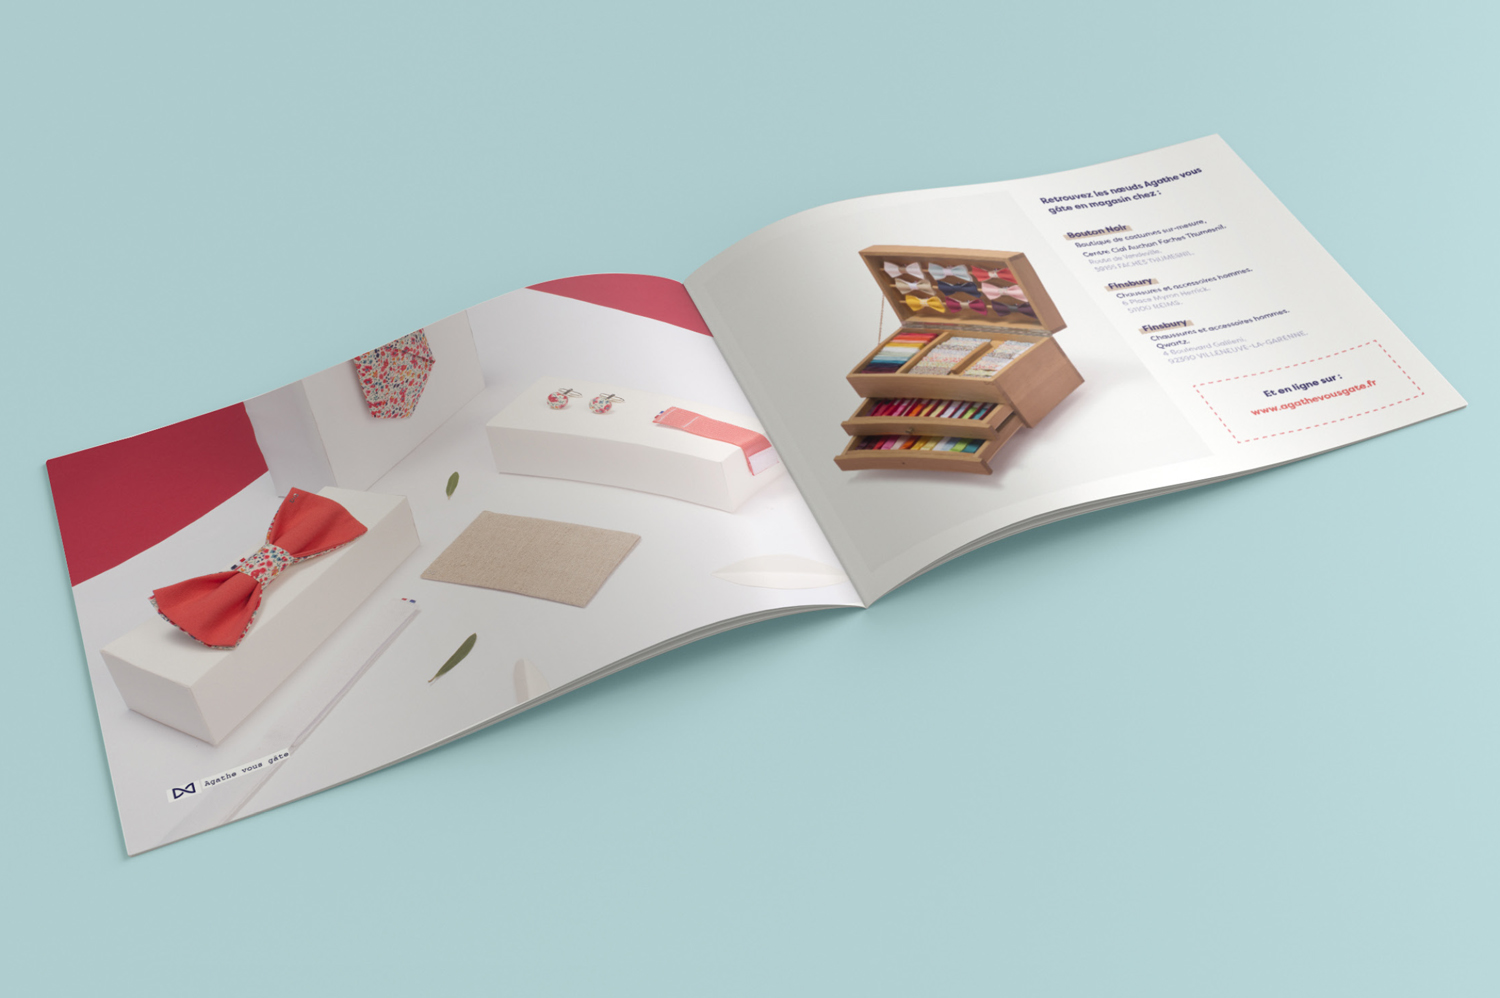 Agathe vous gâte
Retrouvez les nœuds Agathe vous
gâte en magasin chez :
Bouton Noir
Boutique de costumes sur-mesure,
Centre Cial Auchan Faches Thumesnil.
Route de Vendeville,
59155 FACHES THUMESNIL.
Finsbury
Chaussures et accessoires hommes.
6 Place Myron Herrick,
51100 REIMS.
Finsbury
Chaussures et accessoires hommes.
Qwartz.
4 Boulevard Gallieni,
92390 VILLENEUVE-LA-GARENNE.
Et en ligne sur :
www.agathevousgate.fr